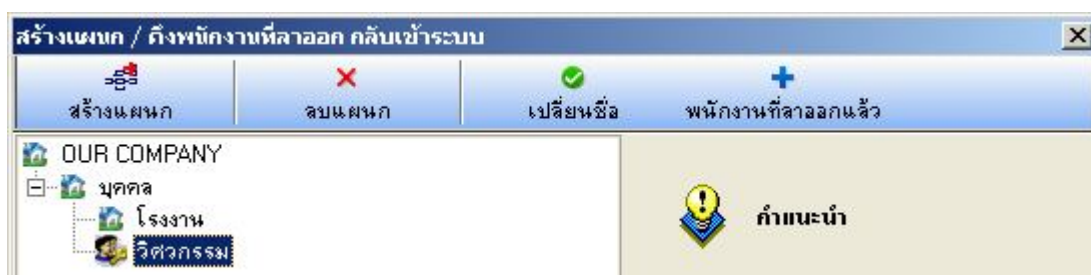 สร้างแผนก / ดึงพนักงานที่ลาออก กลับเข้าระบบ
สร้างแผนก ลบแผนก เปลี่ยนชื่อ พนักงานที่ลาออกแล้ว
OUR COMPANY
บุคคล
โรงงาน
วิศวกรรม
คำแนะนำ